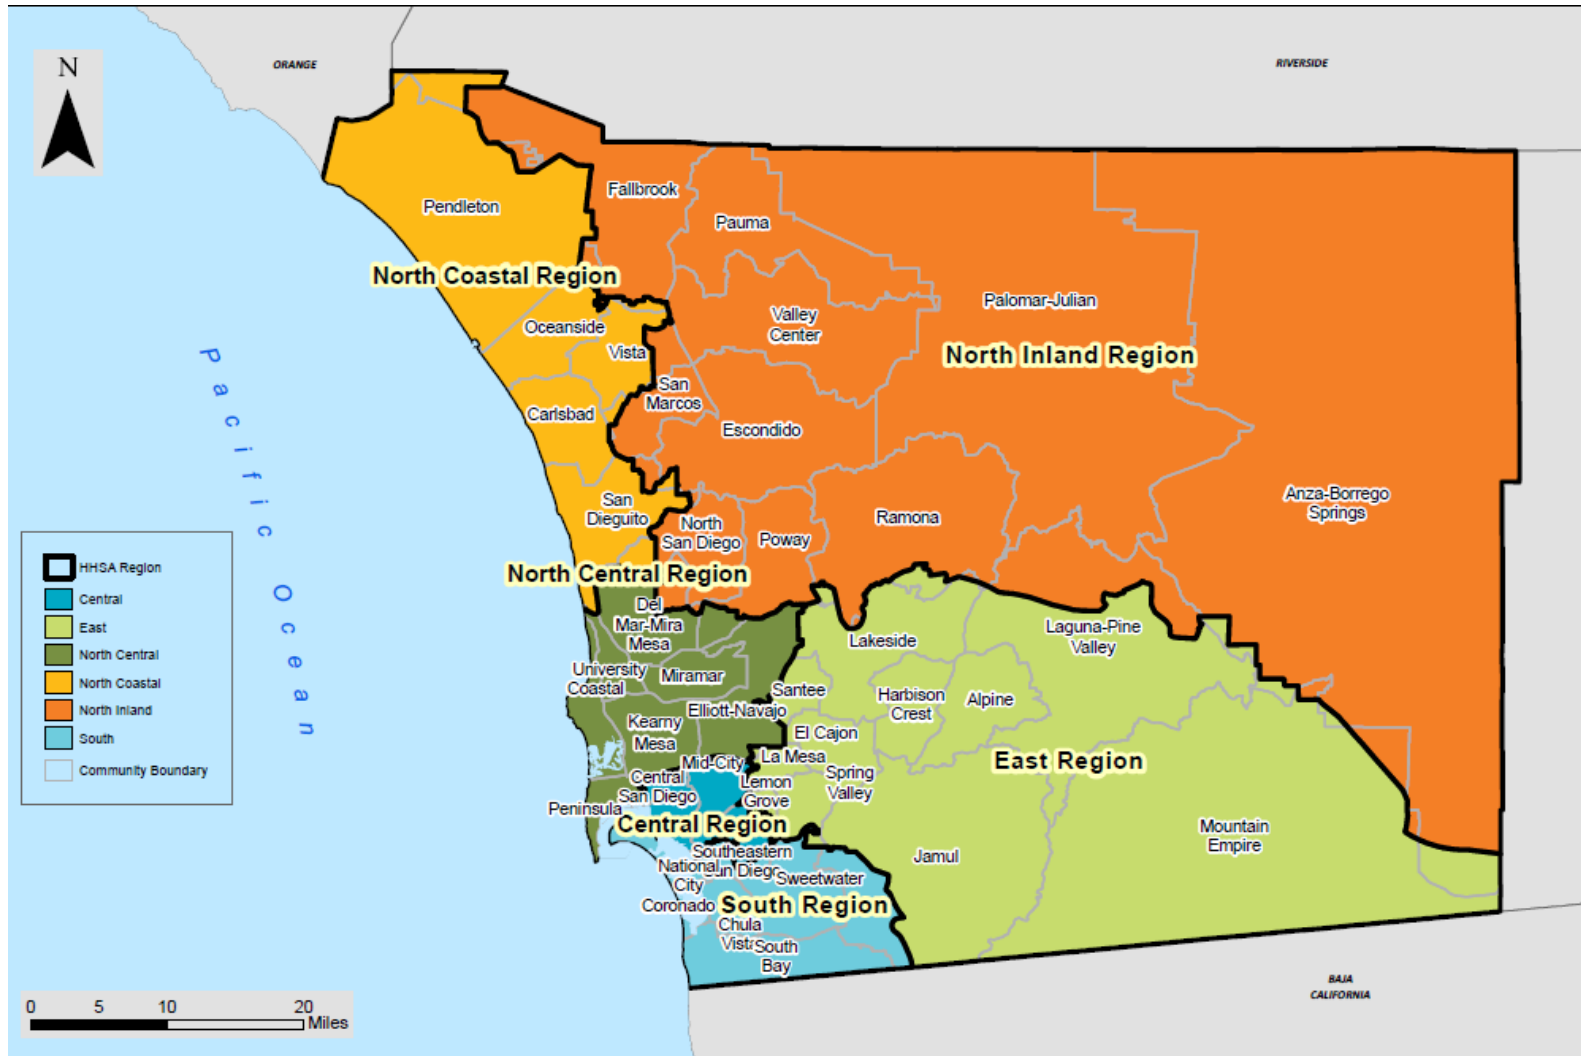 N
ORANGE
RIVERSIDE
Fallbrook
Pendleton
Pauma
North Coastal Region
Palomar-Julian
Valley
Center
Oceanside
Vista
North Inland Region
San
Marcos
Carlsbad
Escondido
Pacific Ocean
San
Dieguito
North
San Diego
Poway
Ramona
Anza-Borrego
Springs
North Central Region
Del
Mar-Mira
Mesa
Lakeside
Laguna-Pine
Valley
University
Coastal
Miramar
Santee
Harbison
Crest
Alpine
Elliott-Navajo
Kearny
Mesa
El Cajon
La Mesa
East Region
Mid-City
Central
San Diego
Lemon
Grove
Spring
Valley
Peninsula
Central Region
Mountain
Empire
Jamul
Southeastern
San Diego
National
City
Sweetwater
Coronado
South Region
Chula
Vista
South
Bay
BAJA
CALIFORNIA
HHSA Region
Central
East
North Central
North Coastal
North Inland
South
Community Boundary
0 5 10 20
Miles